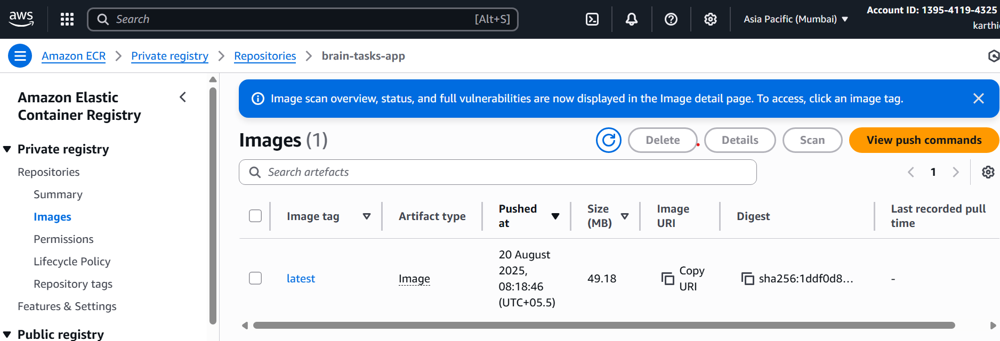 aws
Search
[Alt+S]
Asia Pacific (Mumbai)
Account ID: 1395-4119-4325
Amazon ECR
Private registry
Repositories
brain-tasks-app
Amazon Elastic
Container Registry
Private registry
Repositories
Summary
Images
Permissions
Lifecycle Policy
Repository tags
Features & Settings
Public registry
Image scan overview, status, and full vulnerabilities are now displayed in the Image detail page. To access, click an image tag.
Images (1)
Delete
Details
Scan
View push commands
Search artefacts
1
Image tag
Artifact type
Pushed
at
Size
(MB)
Image
URI
Digest
Last recorded pull
time
latest
Image
20 August
2025,
08:18:46
(UTC+05.5)
49.18
Copy
URI
sha256:1ddf0d8...
-